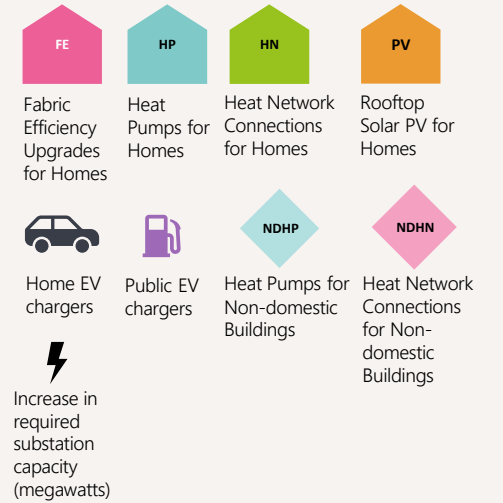 FE
HP
HN
PV
Fabric
Efficiency
Upgrades
for Homes
Heat
Pumps for
Homes
Heat Network
Connections
for Homes
Rooftop
Solar PV for
Homes
NDHP
NDHN
Home EV
chargers
Public EV
chargers
Heat Pumps for
Non-domestic
Buildings
Heat Network
Connections
for Non-
domestic
Buildings
Increase in
required
substation
capacity
(megawatts)